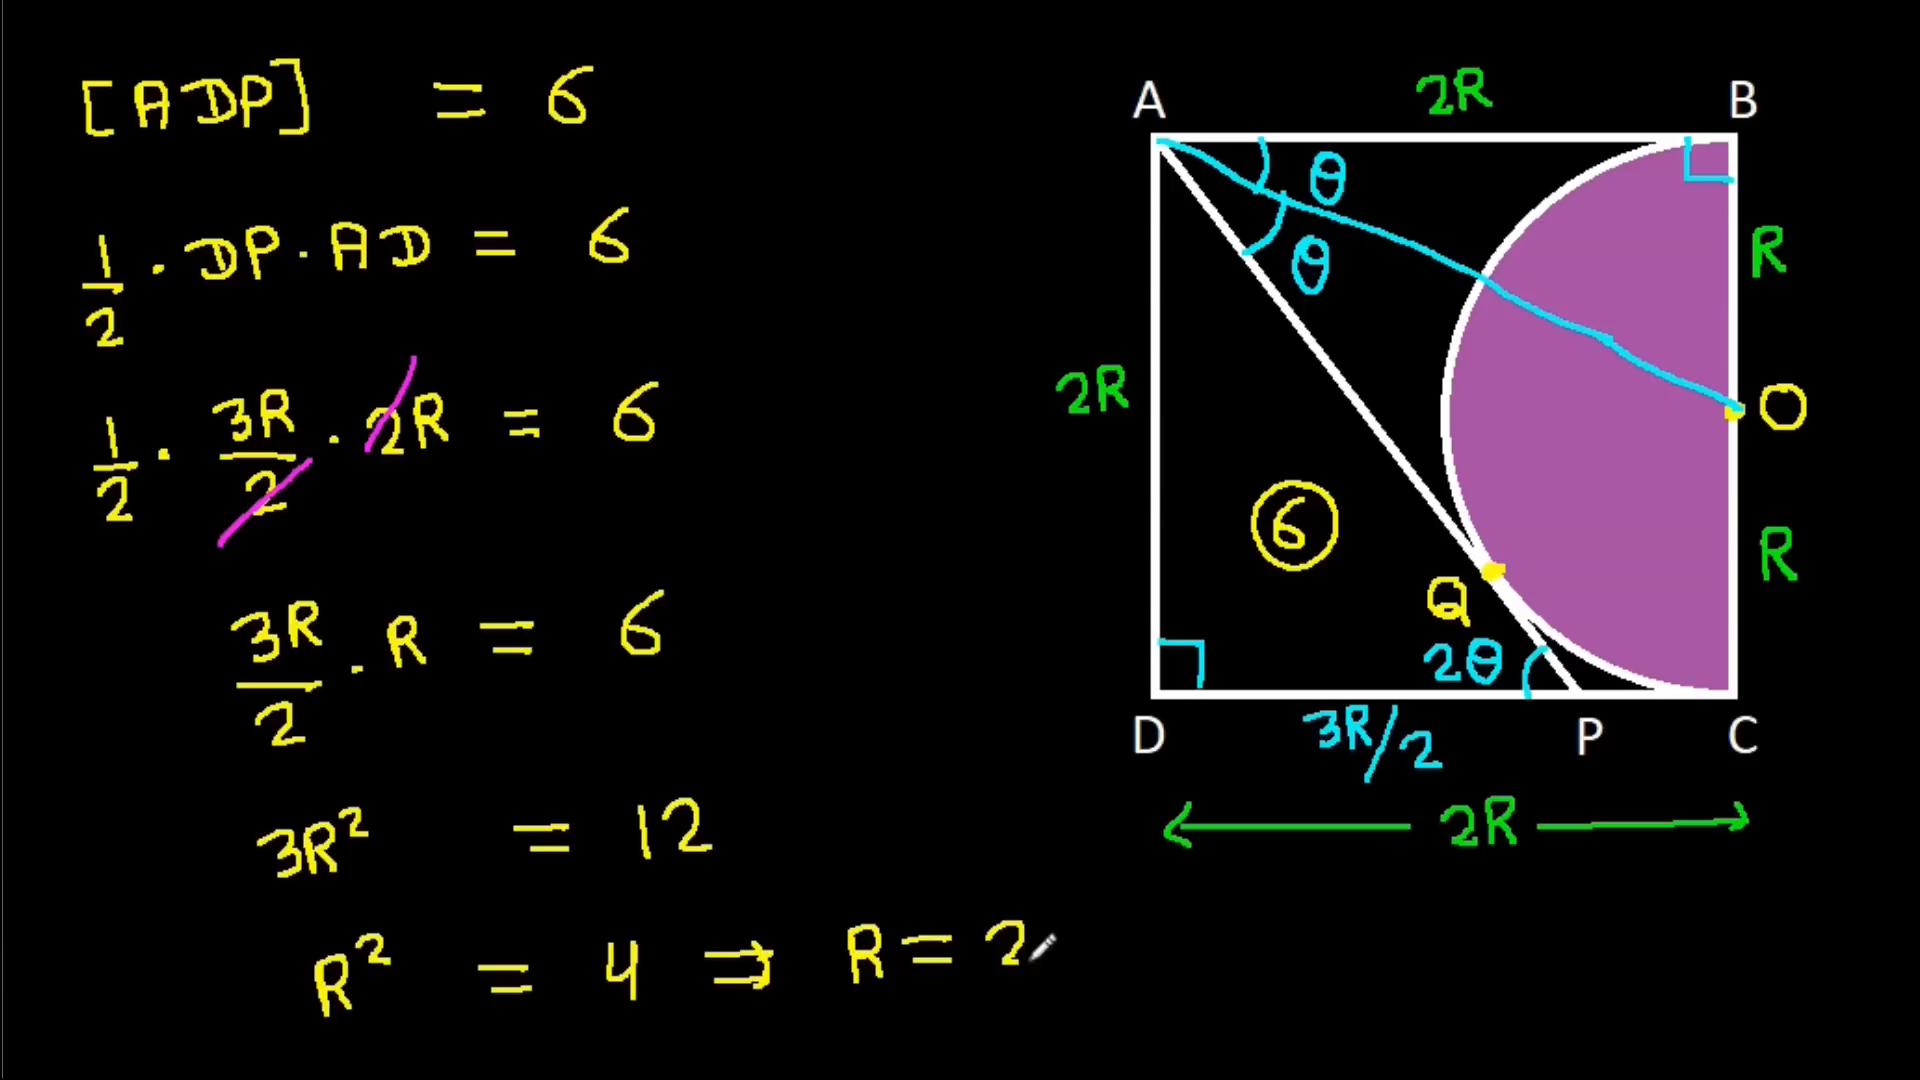 [ADP] = 6
1/2 · DP · AD = 6
1/2 · 3R/2 · 2R = 6
3R/2 · R = 6
3R² = 12
R² = 4 ⇒ R = 2
A 2R B
θ
θ
R
2R
O
6
R
Q
2θ
D 3R/2 P C
2R